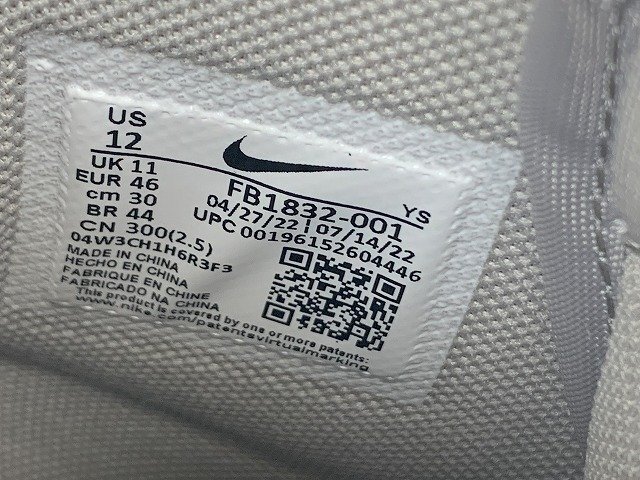 US
12
UK 11
EUR 46
cm 30
BR 44
CN 300(2.5)
FB1832-001 YS
04/27/22 | 07/14/22
UPC 00196152604446
04W3CH1H6R3F3
MADE IN CHINA
HECHO EN CHINA
FABRIQUE EN CHINE
FABRICADO NA CHINA
This product is covered by one or more patents:
www.nike.com/patentsvirtualmarking